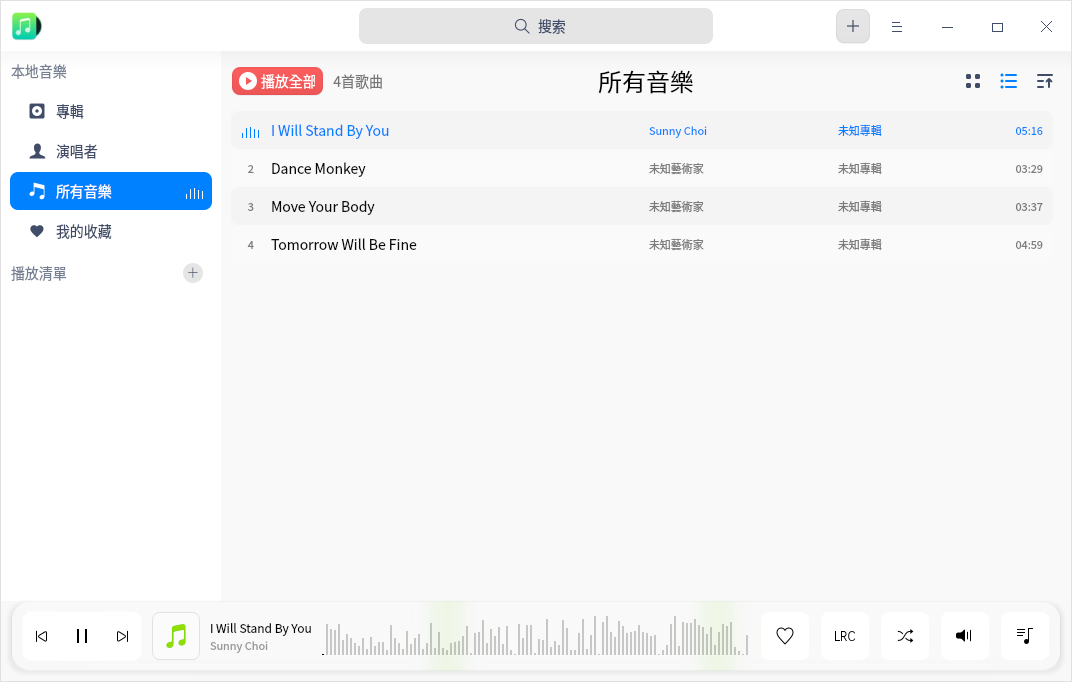 搜索
本地音樂
專輯
演唱者
所有音樂
我的收藏
播放清單
播放全部 4首歌曲 所有音樂
I Will Stand By You Sunny Choi 未知專輯 05:16
2 Dance Monkey 未知藝術家 未知專輯 03:29
3 Move Your Body 未知藝術家 未知專輯 03:37
4 Tomorrow Will Be Fine 未知藝術家 未知專輯 04:59
I Will Stand By You
Sunny Choi
LRC